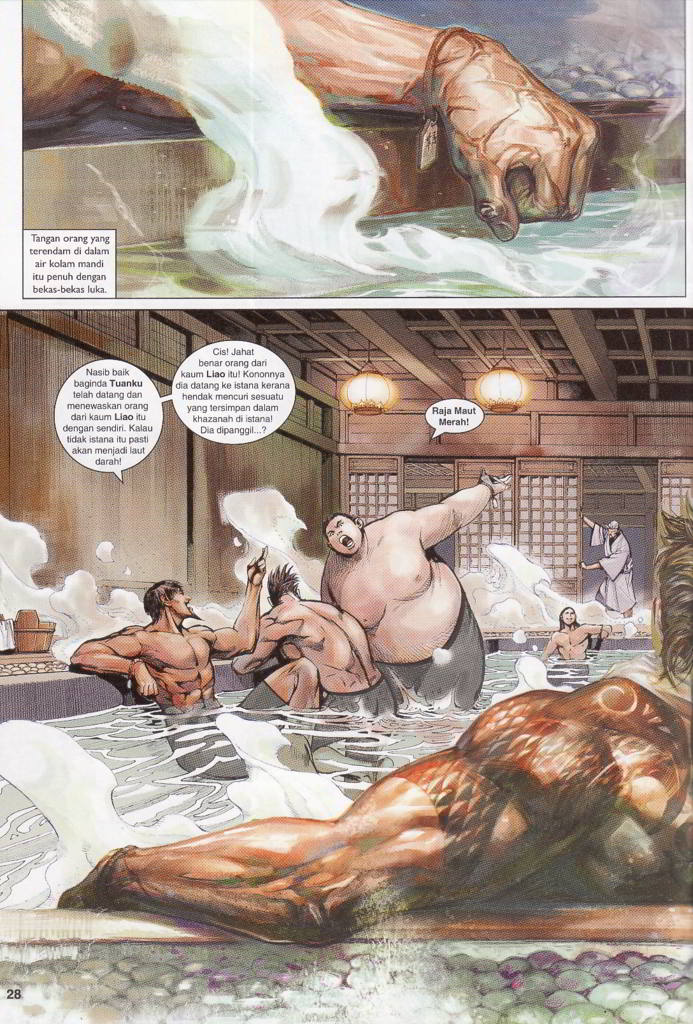 Tangan orang yang
terendam di dalam
air kolam mandi
itu penuh dengan
bekas-bekas luka.
Nasib baik
baginda Tuanku
telah datang dan
menewaskan orang
dari kaum Liao itu
dengan sendiri. Kalau
tidak istana itu pasti
akan menjadi laut
darah!
Cis! Jahat
benar orang dari
kaum Liao itu! Kononnya
dia datang ke istana kerana
hendak mencuri sesuatu
yang tersimpan dalam
khazanah di istana!
Dia dipanggil...?
Raja Maut
Merah!
28